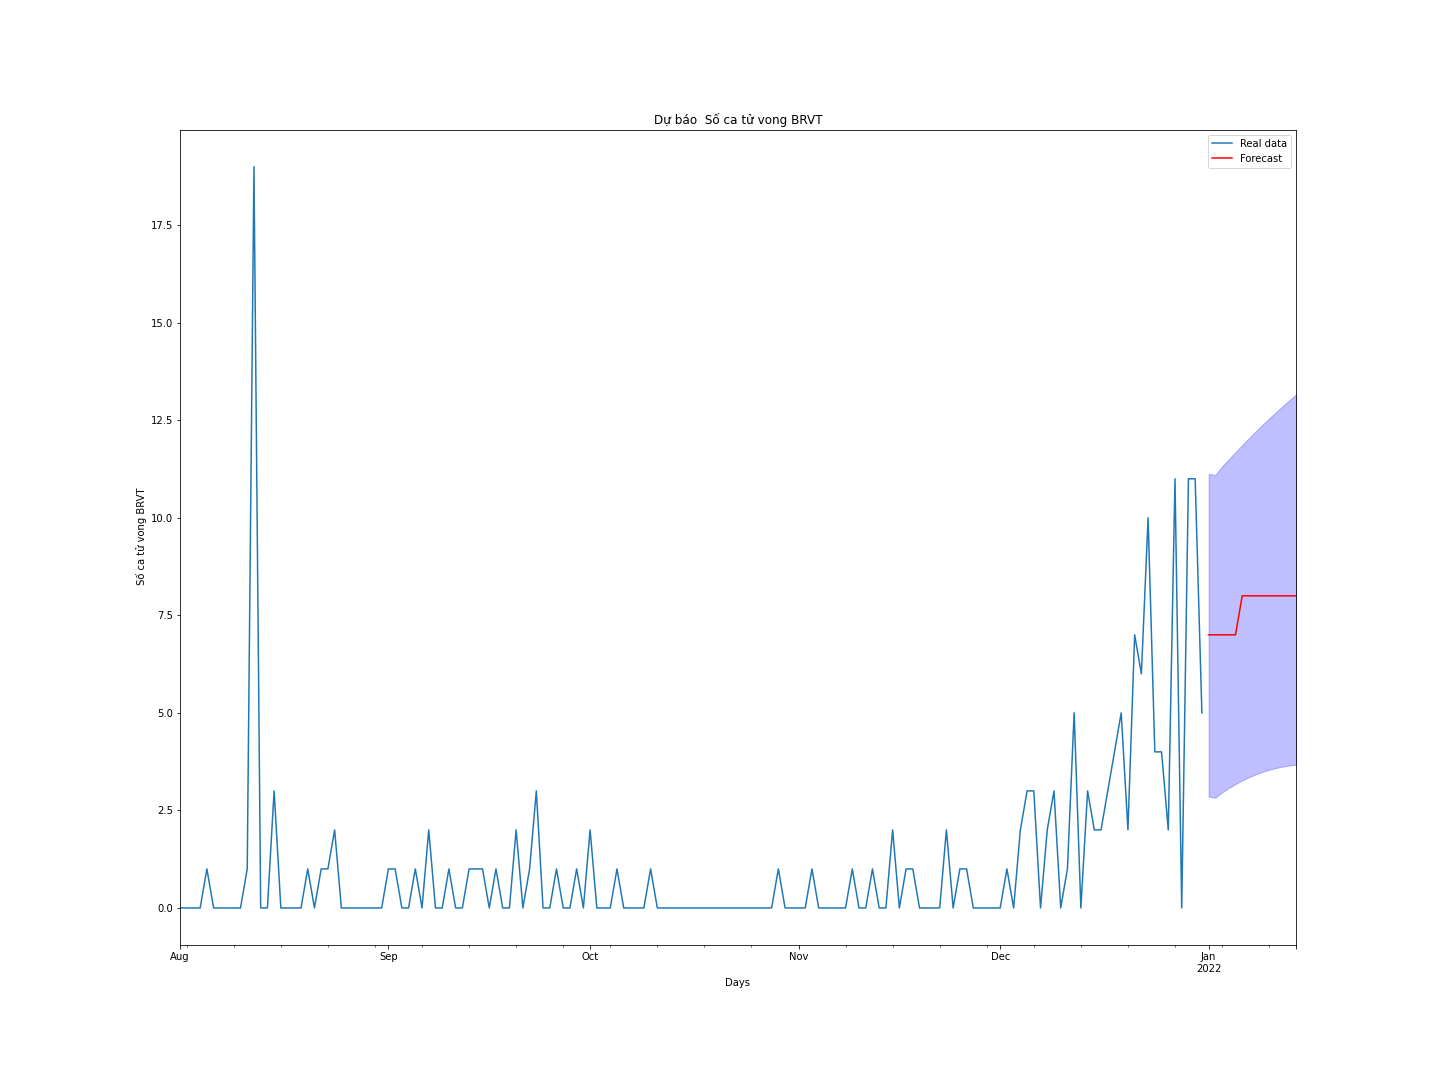 Dự báo  Số ca tử vong BRVT
Real data
Forecast
17.5
15.0
12.5
10.0
7.5
5.0
2.5
0.0
Số ca tử vong BRVT
Aug
Sep
Oct
Nov
Dec
Jan
2022
Days